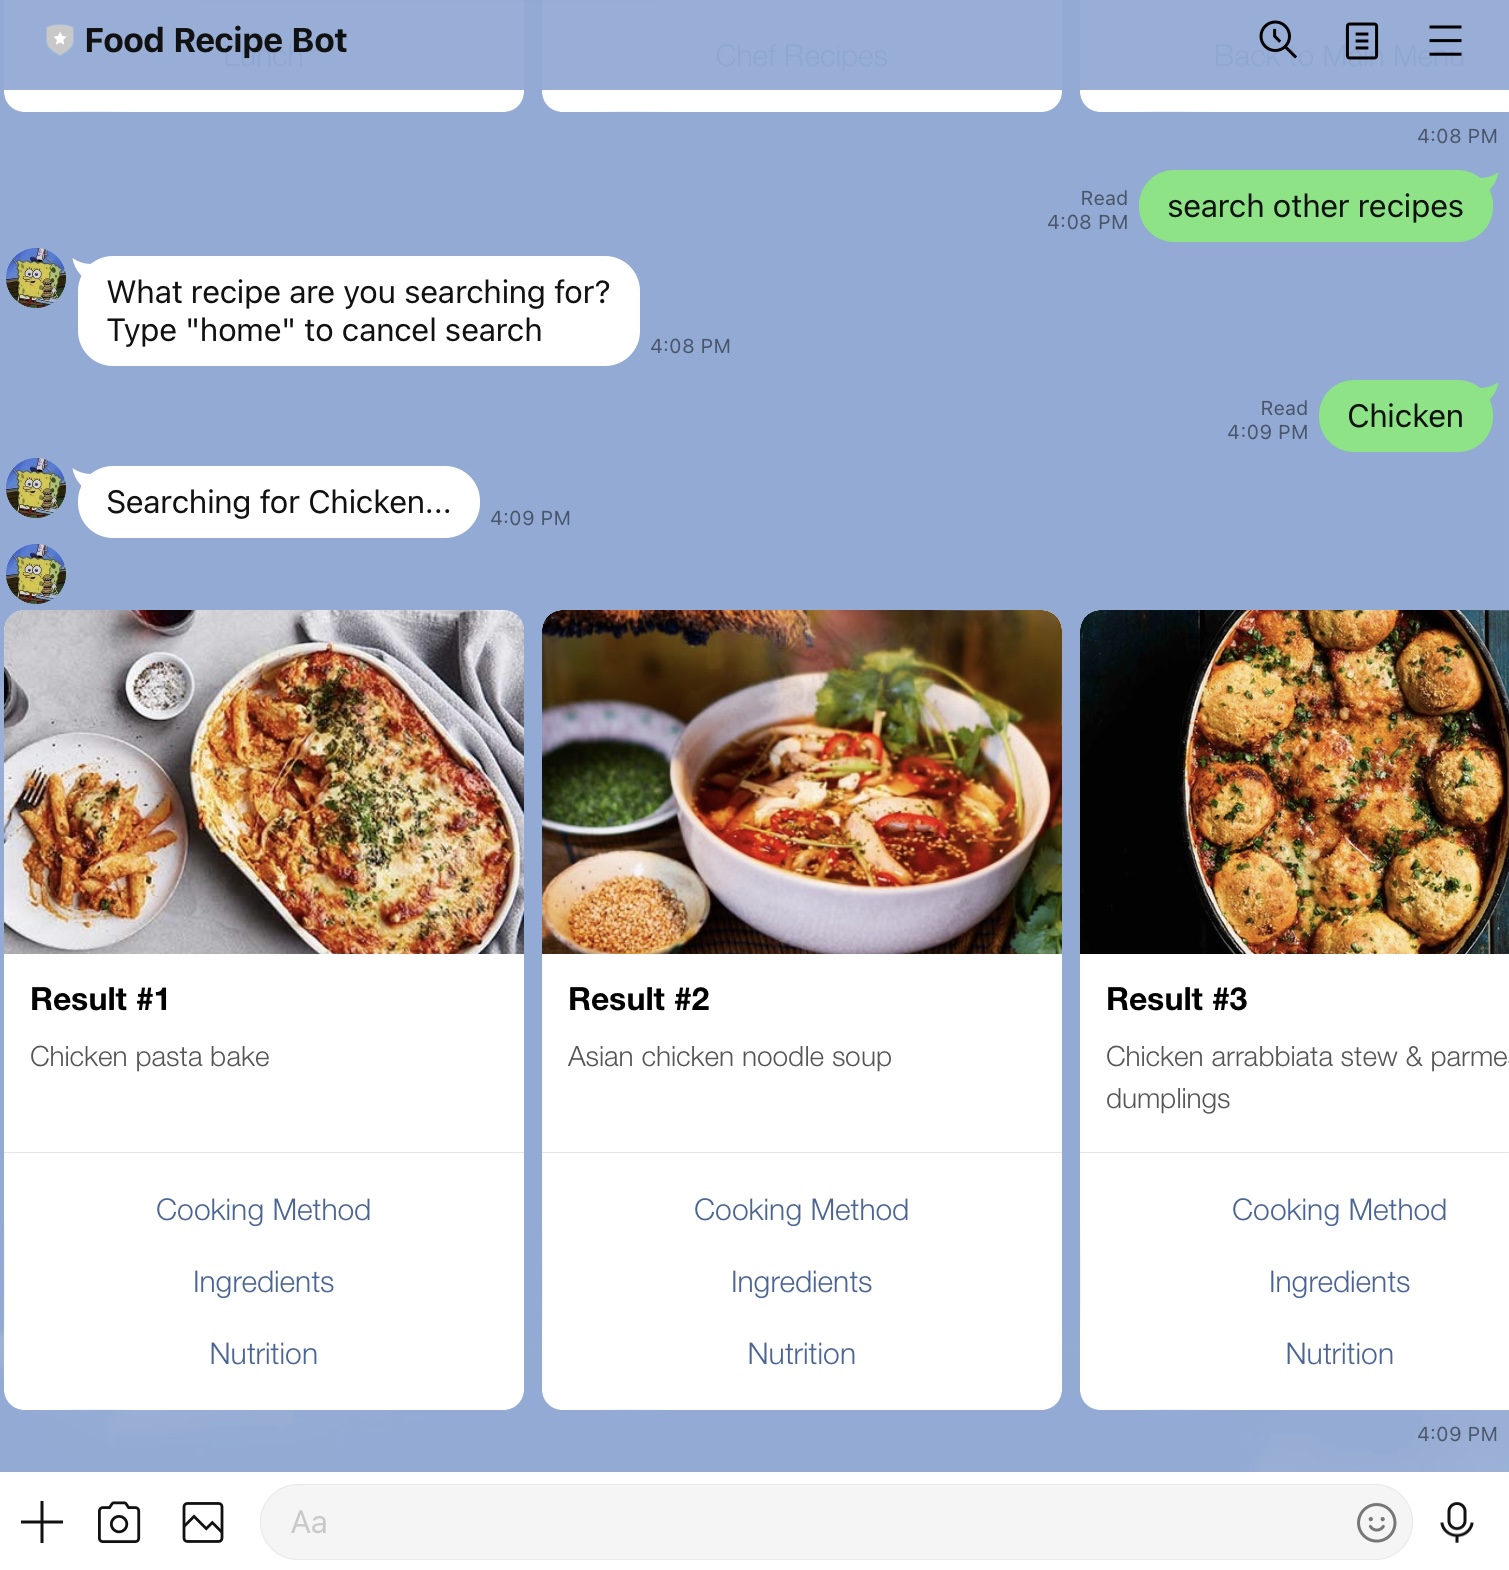 Food Recipe Bot
Lunch
Chef Recipes
Back to Main Menu
4:08 PM
Read
4:08 PM
search other recipes
What recipe are you searching for?
Type "home" to cancel search
4:08 PM
Read
4:09 PM
Chicken
Searching for Chicken...
4:09 PM
Result #1
Chicken pasta bake
Cooking Method
Ingredients
Nutrition
Result #2
Asian chicken noodle soup
Cooking Method
Ingredients
Nutrition
Result #3
Chicken arrabbiata stew & parme
dumplings
Cooking Method
Ingredients
Nutrition
4:09 PM
Aa